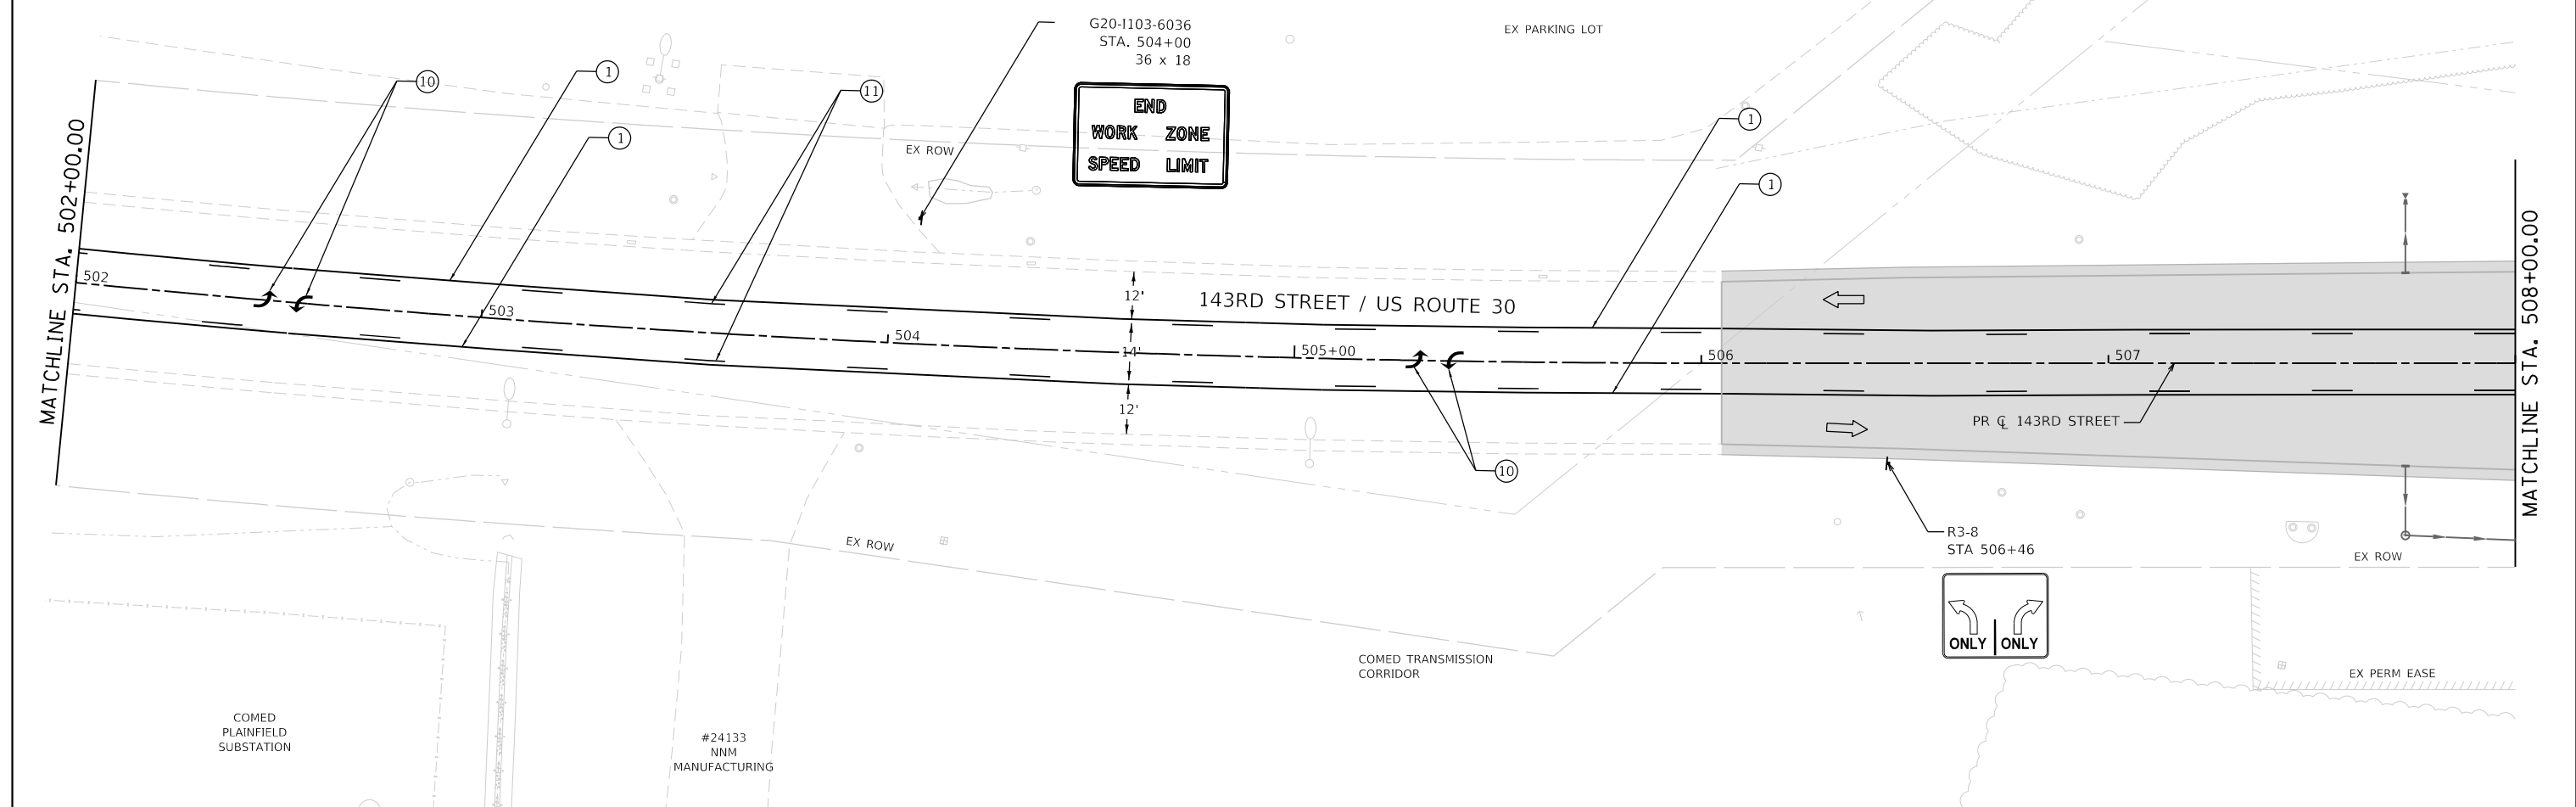 G20-I103-6036
STA. 504+00
36 x 18
EX PARKING LOT
10
1
11
1
END
WORK ZONE
SPEED LIMIT
1
EX ROW
1
MATCHLINE STA. 502+00.00
502
503
504
505+00
506
507
12'
14'
12'
143RD STREET / US ROUTE 30
PR ℄ 143RD STREET
MATCHLINE STA. 508+00.00
10
R3-8
STA 506+46
EX ROW
EX ROW
ONLY ONLY
COMED TRANSMISSION
CORRIDOR
EX PERM EASE
COMED
PLAINFIELD
SUBSTATION
#24133
NNM
MANUFACTURING